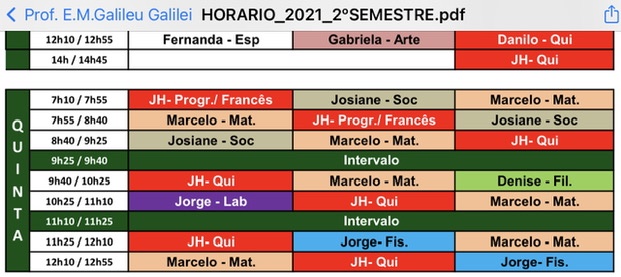 Prof. E.M.Galileu Galilei HORARIO_2021_2ºSEMESTRE.pdf
12h10 / 12h55 Fernanda - Esp Gabriela - Arte Danilo - Qui
14h / 14h45 JH- Qui
QUINTA
7h10 / 7h55 JH- Progr./ Francês Josiane - Soc Marcelo - Mat.
7h55 / 8h40 Marcelo - Mat. JH- Progr./ Francês Josiane - Soc
8h40 / 9h25 Josiane - Soc Marcelo - Mat. JH- Qui
9h25 / 9h40 Intervalo
9h40 / 10h25 JH- Qui Marcelo - Mat. Denise - Fil.
10h25 / 11h10 Jorge - Lab JH- Qui Marcelo - Mat.
11h10 / 11h25 Intervalo
11h25 / 12h10 JH- Qui Jorge- Fis. Marcelo - Mat.
12h10 / 12h55 Marcelo - Mat. JH- Qui Jorge- Fis.